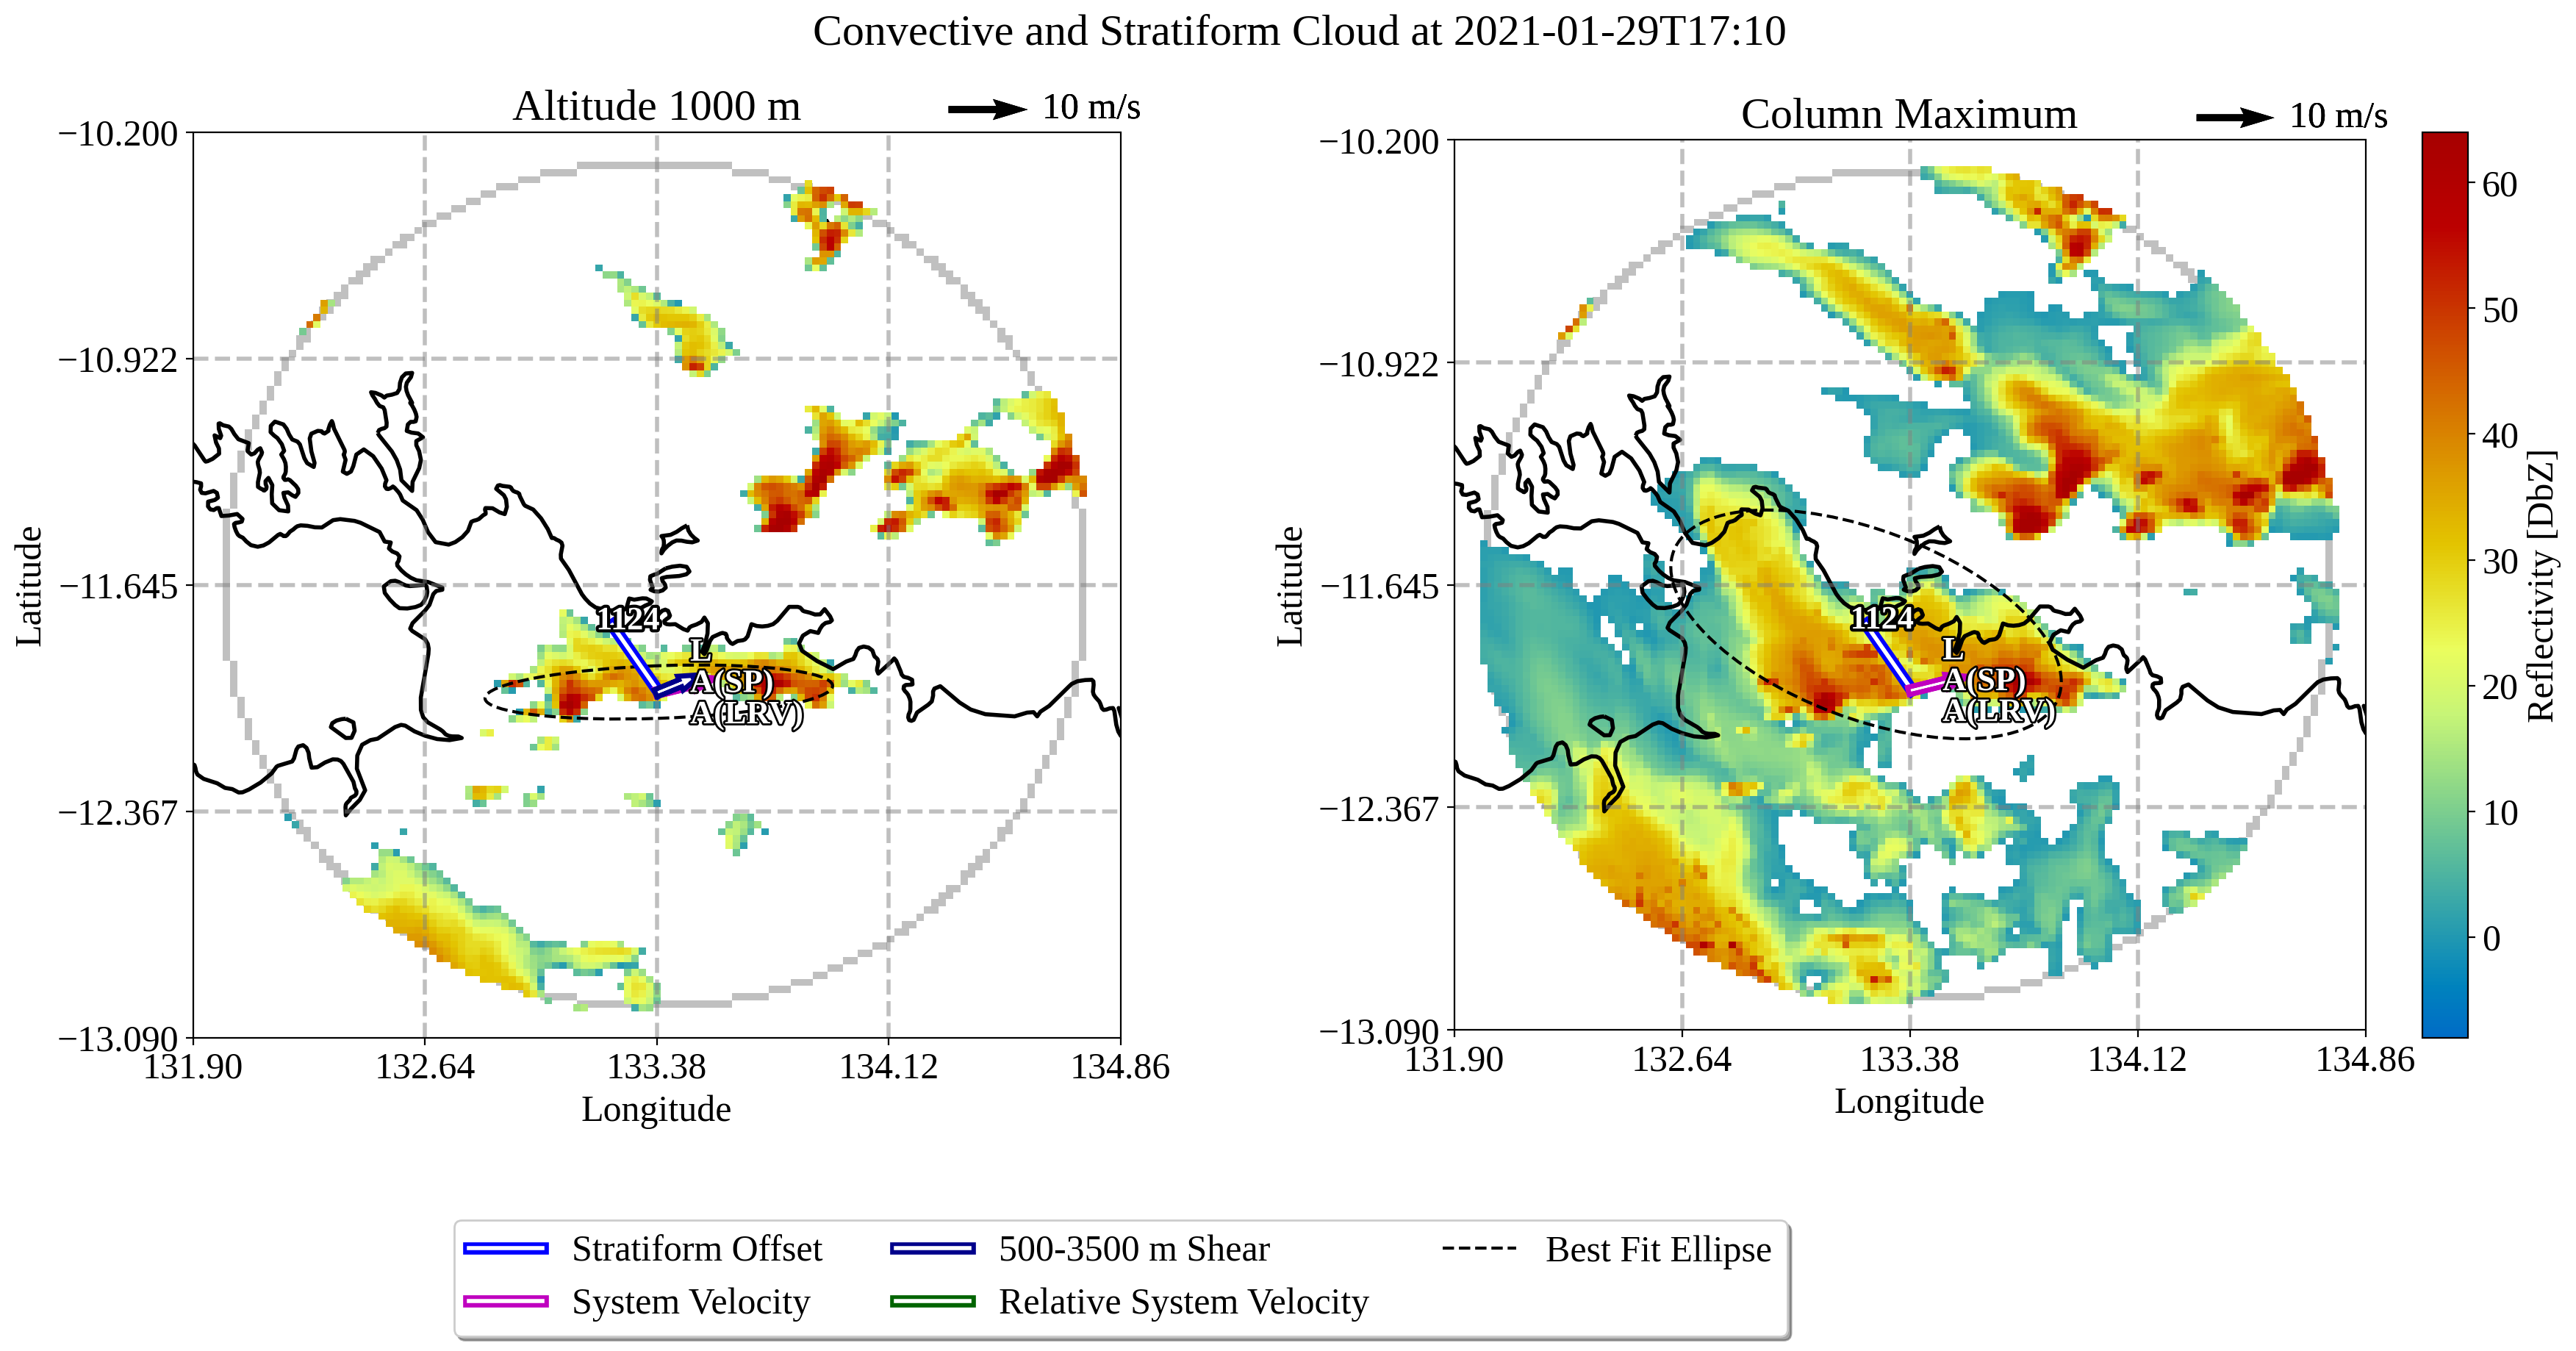 Convective and Stratiform Cloud at 2021-01-29T17:10
Altitude 1000 m
10 m/s
−10.200
−10.922
−11.645
−12.367
−13.090
Latitude
131.90
132.64
133.38
134.12
134.86
Longitude
1124
L
A(SP)
A(LRV)
Column Maximum
10 m/s
−10.200
−10.922
−11.645
−12.367
−13.090
Latitude
131.90
132.64
133.38
134.12
134.86
Longitude
1124
L
A(SP)
A(LRV)
60
50
40
30
20
10
0
Reflectivity [DbZ]
Stratiform Offset
System Velocity
500-3500 m Shear
Relative System Velocity
Best Fit Ellipse